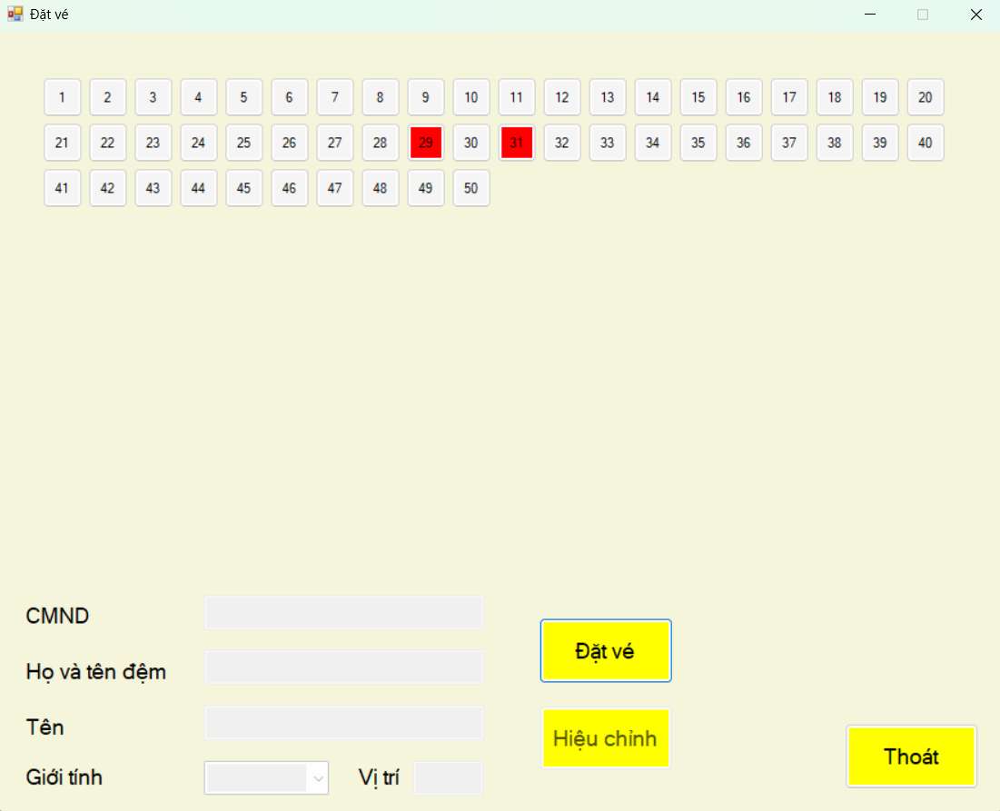 Đặt vé
1 2 3 4 5 6 7 8 9 10 11 12 13 14 15 16 17 18 19 20
21 22 23 24 25 26 27 28 29 30 31 32 33 34 35 36 37 38 39 40
41 42 43 44 45 46 47 48 49 50
CMND
Đặt vé
Họ và tên đệm
Tên
Hiệu chỉnh
Thoát
Giới tính Vị trí